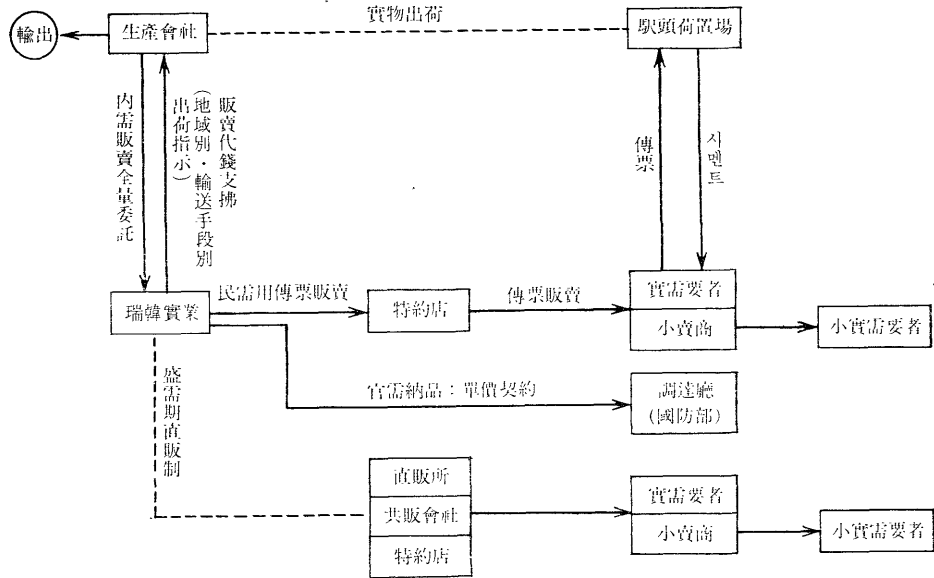 輸出
生産會社
實物出荷
駅頭荷置場
内需販賣全量委託
出荷指示)
(地域別·輸送手段別
販賣代錢支拂
傳票
시멘트
瑞韓實業
民需用傳票販賣
特約店
傳票販賣
實需要者
小賣商
小實需要者
官需納品:單價契約
調達廳
(國防部)
盛需期直販制
直販所
共販會社
特約店
實需要者
小賣商
小實需要者